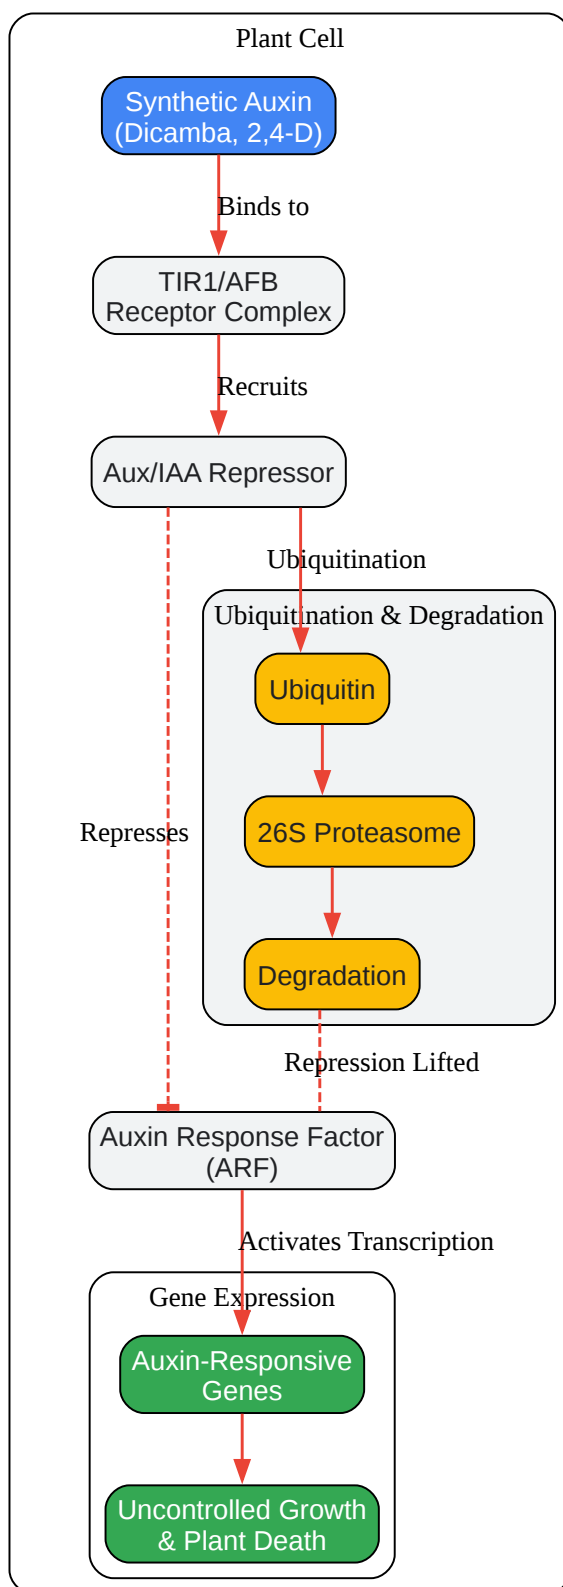 Plant Cell
Synthetic Auxin
(Dicamba, 2,4-D)
Binds to
TIR1/AFB
Receptor Complex
Recruits
Aux/IAA Repressor
Ubiquitination
Ubiquitination & Degradation
Ubiquitin
Represses
26S Proteasome
Degradation
Repression Lifted
Auxin Response Factor
(ARF)
Activates Transcription
Gene Expression
Auxin-Responsive
Genes
Uncontrolled Growth
& Plant Death